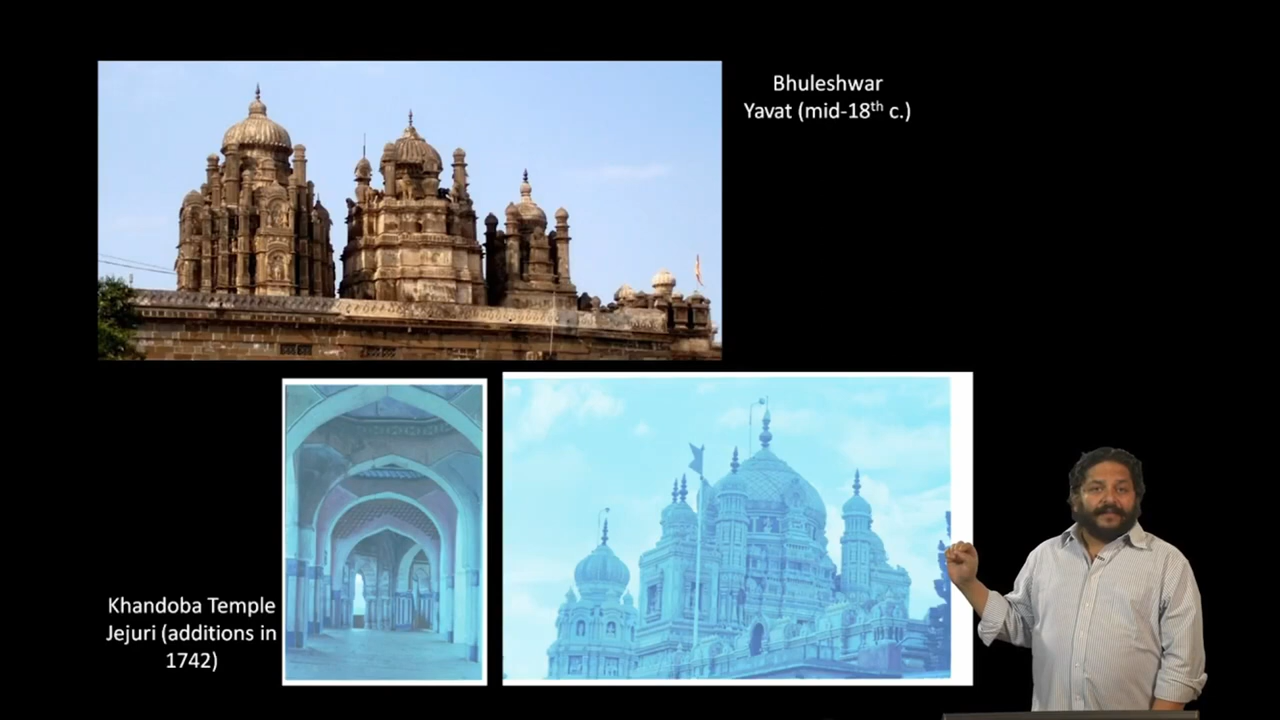 Bhuleshwar
Yavat (mid-18th c.)
Khandoba Temple
Jejuri (additions in
1742)